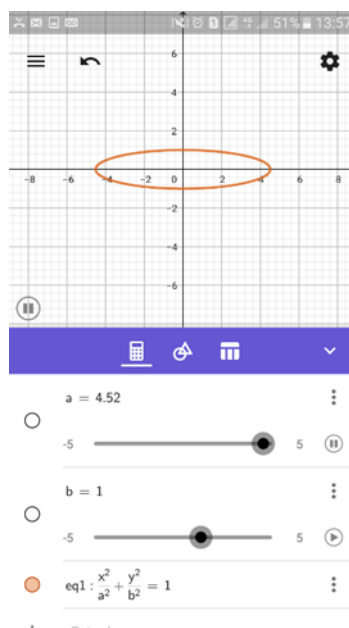 51% 13:57
6
4
2
-8 -6 -4 -2 0 2 4 6 8
-2
-4
-6
a = 4.52
-5 5
b = 1
-5 5
eq1 : x²/a² + y²/b² = 1